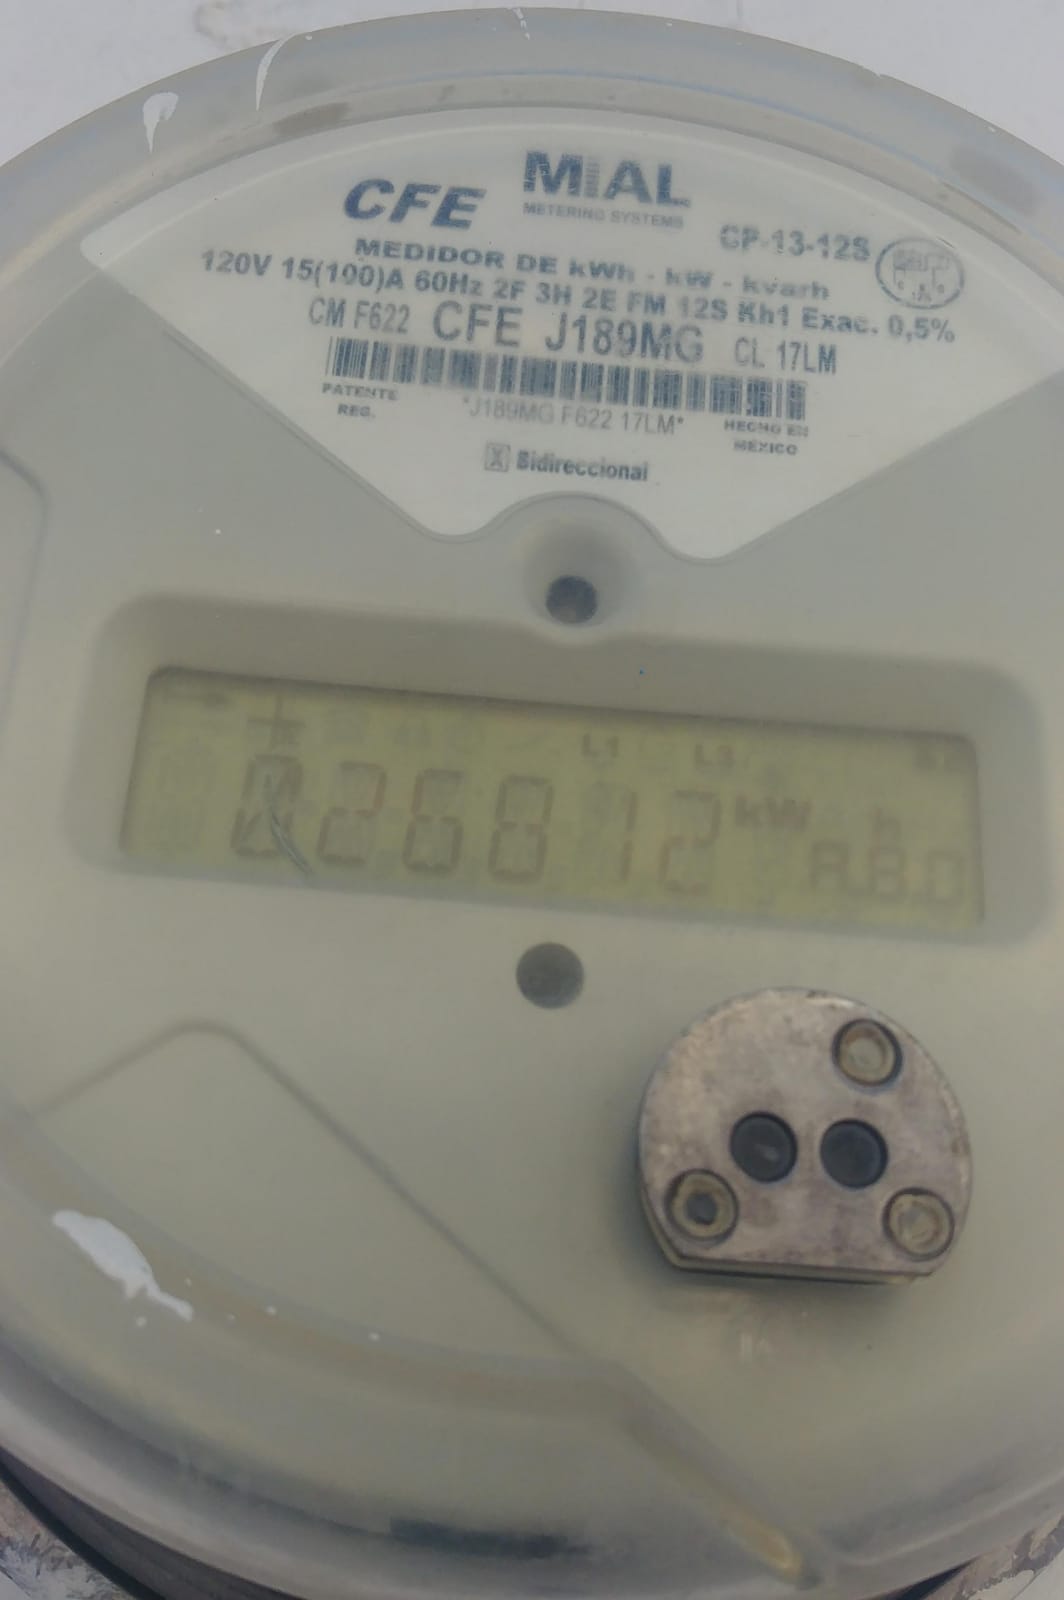 CFE MIAL
METERING SYSTEMS
CP-13-12S
MEDIDOR DE kWh - kW - kvarh
120V 15(100)A 60Hz 2F 3H 2E FM 12S Kh1 Exac. 0,5%
CM F622 CFE J189MG CL 17LM
PATENTE REG.
*J189MG F622 17LM*
HECHO EN MEXICO
X Bidireccional
L1 L3
kW h
A.B.D